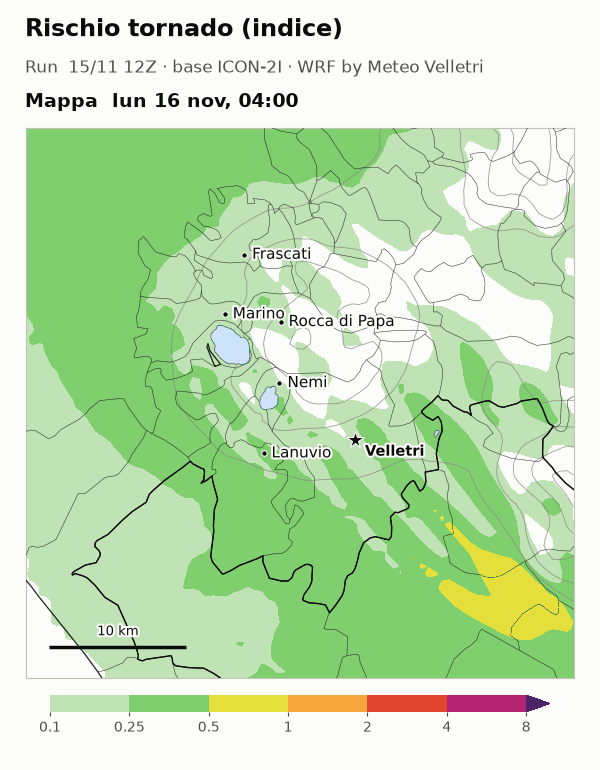 Rischio tornado (indice)
Run  15/11 12Z · base ICON-2I · WRF by Meteo Velletri
Mappa  lun 16 nov, 04:00
Frascati
Marino
Rocca di Papa
Nemi
Velletri
Lanuvio
10 km
0.1 0.25 0.5 1 2 4 8